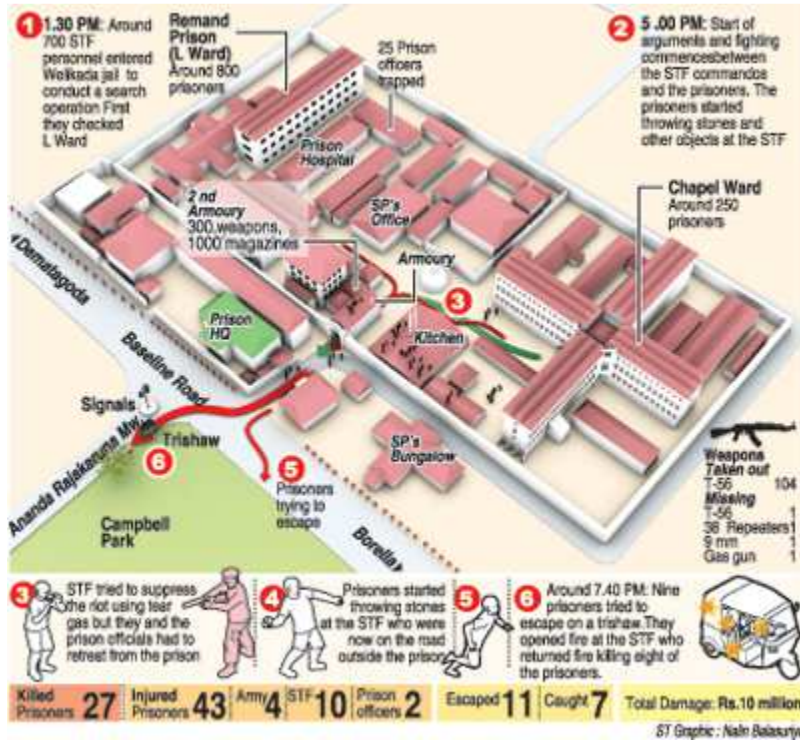 1 1.30 PM: Around
700 STF
personnel entered
Welikada jail to
conduct a search
operation First
they checked
L Ward
Remand
Prison
(L Ward)
Around 800
prisoners
25 Prison
officers
trapped
2 5 .00 PM: Start of
arguments and fighting
commencesbetween
the STF commandos
and the prisoners. The
prisoners started
throwing stones and
other objects at the STF
Prison
Hospital
SP's
Office
2 nd
Armoury
300 weapons,
1000 magazines
Chapel Ward
Around 250
prisoners
Armoury
3
Kitchen
Prison
HQ
Dematagoda
Baseline Road
Signals
Trishaw
6
Ananda Rajakaruna Mw
5
Prisoners
trying to
escape
SP's
Bungalow
Campbell
Park
Borella
Weapons
Taken out
T-56 104
Missing
T-56 1
38 Repeaters1
9 mm 1
Gas gun 1
3 STF tried to suppress
the riot using tear
gas but they and the
prison officials had to
retreat from the prison
4 Prisoners started
throwing stones
at the STF who were
now on the road
outside the prison
5
6 Around 7.40 PM: Nine
prisoners tried to
escape on a trishaw.They
opened fire at the STF who
returned fire killing eight of
the prisoners.
Killed
Prisoners 27
Injured
Prisoners 43
Army 4
STF 10
Prison
officers 2
Escaped 11
Caught 7
Total Damage: Rs.10 million
ST Graphic : Nalin Balasuriya